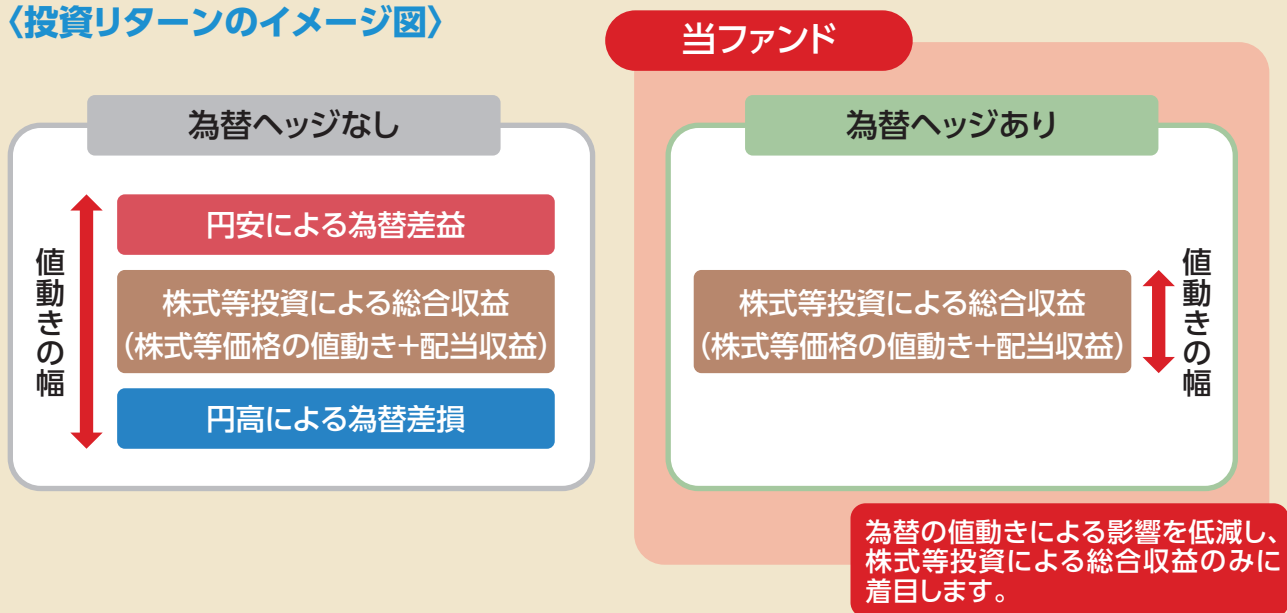 〈投資リターンのイメージ図〉
為替ヘッジなし
値動きの幅
円安による為替差益
株式等投資による総合収益
(株式等価格の値動き+配当収益)
円高による為替差損
当ファンド
為替ヘッジあり
株式等投資による総合収益
(株式等価格の値動き+配当収益)
値動きの幅
為替の値動きによる影響を低減し、
株式等投資による総合収益のみに
着目します。